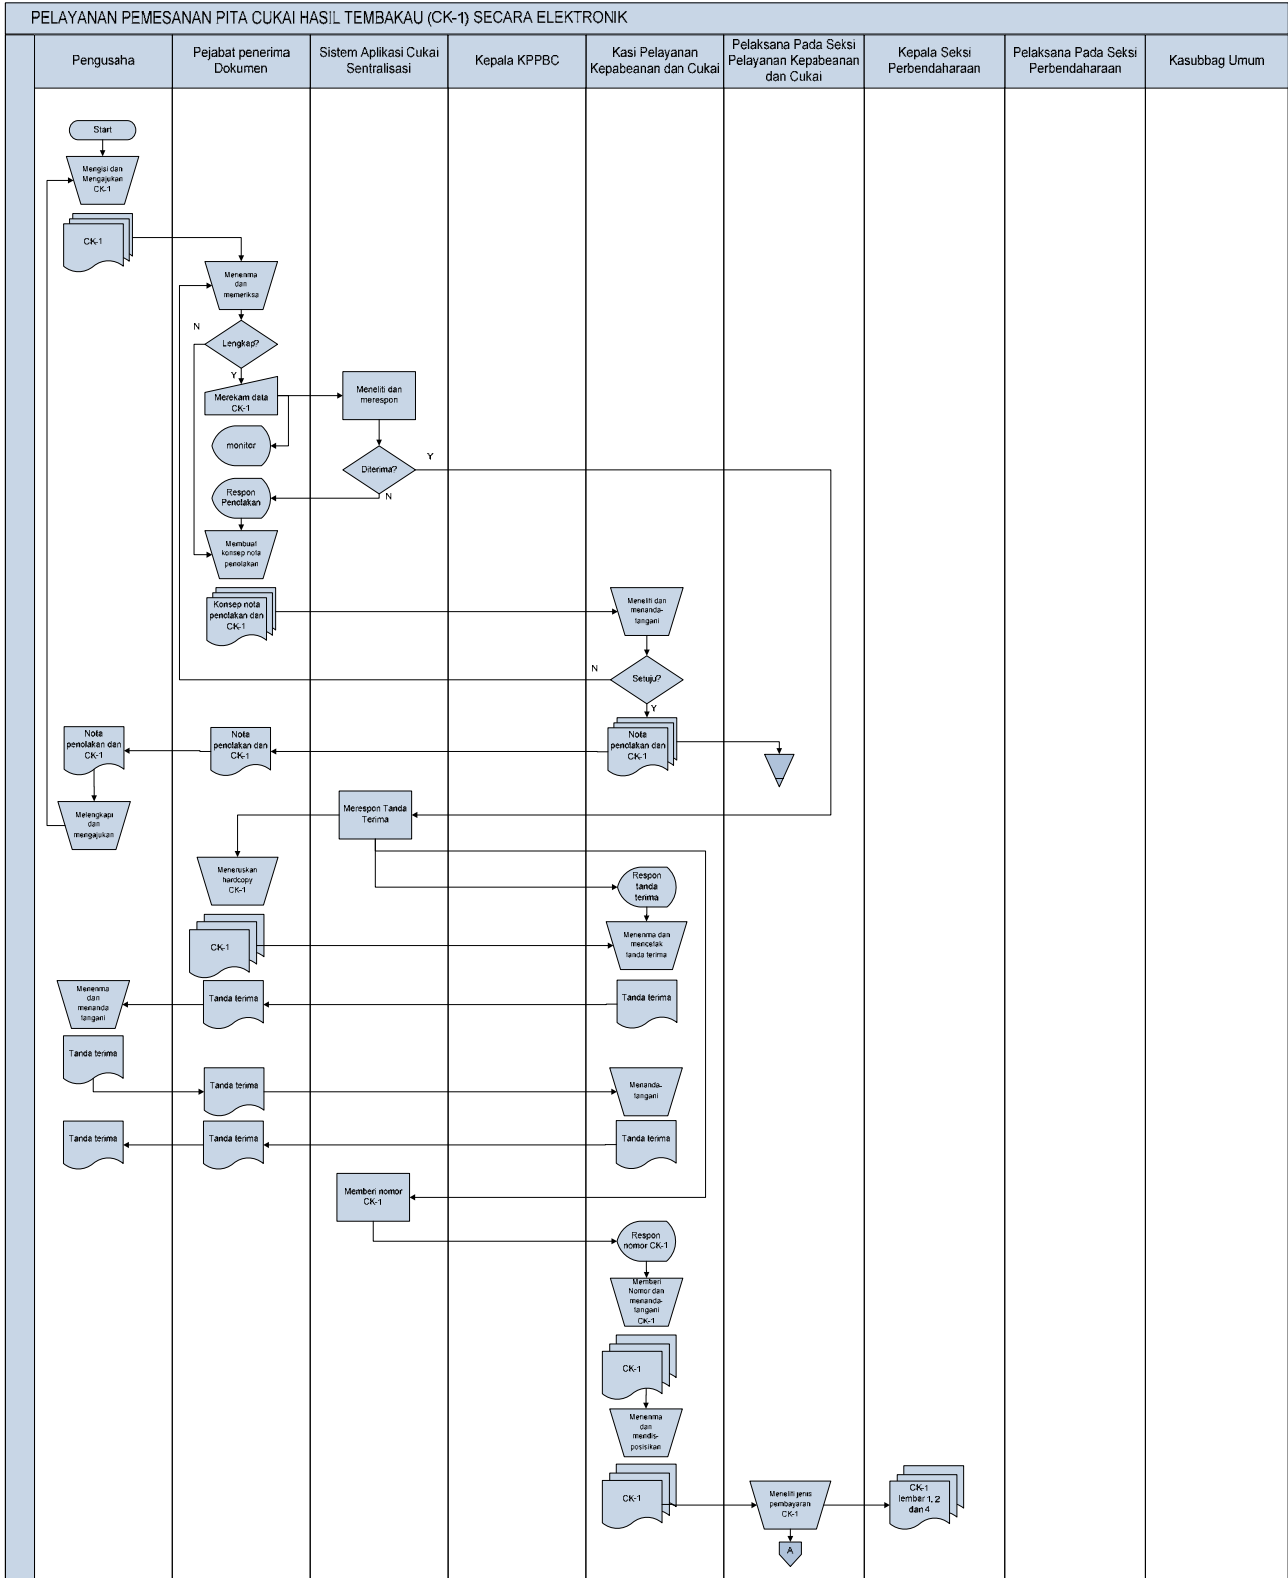 PELAYANAN PEMESANAN PITA CUKAI HASIL TEMBAKAU (CK-1) SECARA ELEKTRONIK
Pengusaha
Pejabat penerima
Dokumen
Sistem Aplikasi Cukai
Sentralisasi
Kepala KPPBC
Kasi Pelayanan
Kepabeanan dan Cukai
Pelaksana Pada Seksi
Pelayanan Kepabeanan
dan Cukai
Kepala Seksi
Perbendaharaan
Pelaksana Pada Seksi
Perbendaharaan
Kasubbag Umum
Start
Mengisi dan
Mengajukan
CK-1
CK-1
Menerima
dan
memeriksa
N
Lengkap?
Y
Merekam data
CK-1
Meneliti dan
merespon
monitor
Diterima?
Y
N
Respon
Penolakan
Membuat
konsep nota
penolakan
Konsep nota
penolakan dan
CK-1
Meneliti dan
menanda-
tangani
N
Setuju?
Y
Nota
penolakan dan
CK-1
Nota
penolakan dan
CK-1
Nota
penolakan dan
CK-1
Melengkapi
dan
mengajukan
Merespon Tanda
Terima
Meneruskan
hardcopy
CK-1
Respon
tanda
terima
CK-1
Menerima dan
mencetak
tanda terima
Menerima
dan
menanda
tangani
Tanda terima
Tanda terima
Tanda terima
Tanda terima
Menanda-
tangani
Tanda terima
Tanda terima
Tanda terima
Memberi nomor
CK-1
Respon
nomor CK-1
Memberi
Nomor dan
menanda-
tangani
CK-1
CK-1
Menerima
dan
mendis-
posisikan
CK-1
Meneliti jenis
pembayaran
CK-1
CK-1
lembar 1, 2
dan 4
A